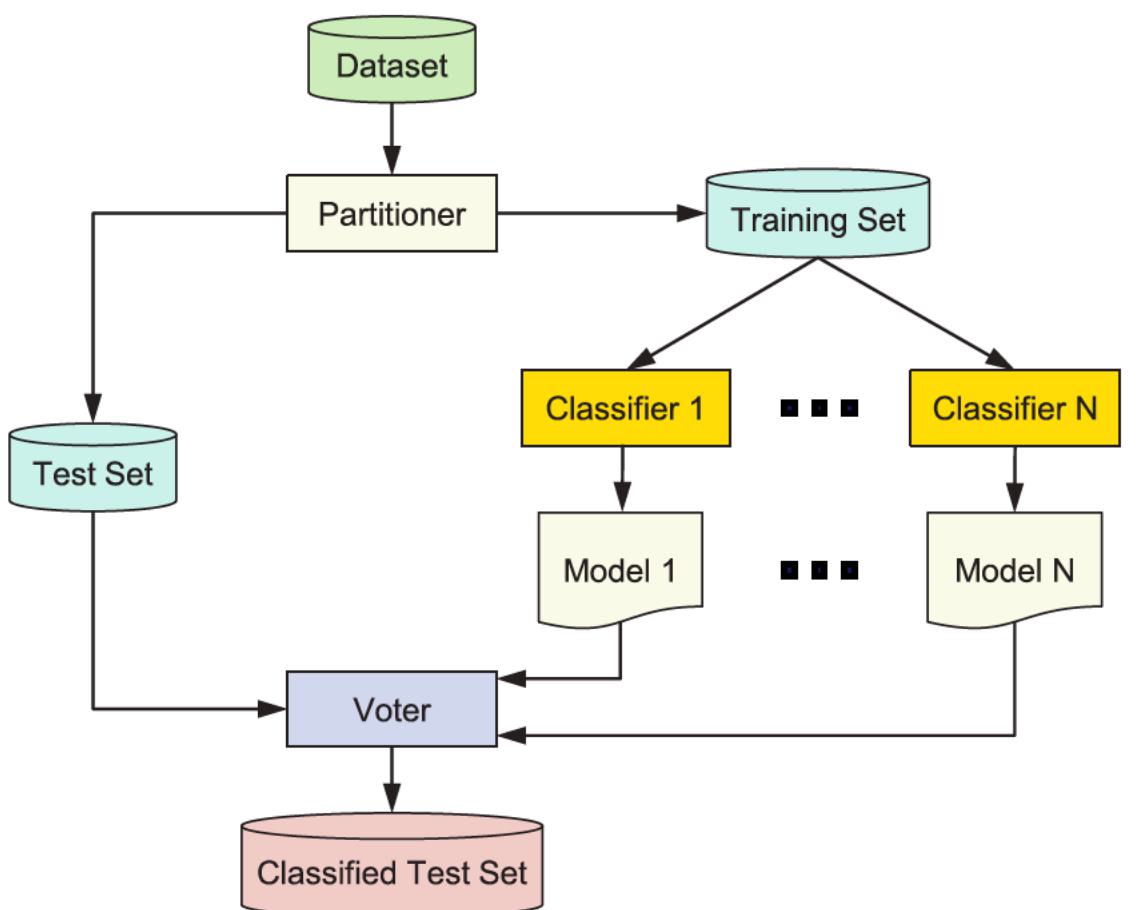 Dataset
Partitioner
Training Set
Classifier 1
Classifier N
Test Set
Model 1
Model N
Voter
Classified Test Set